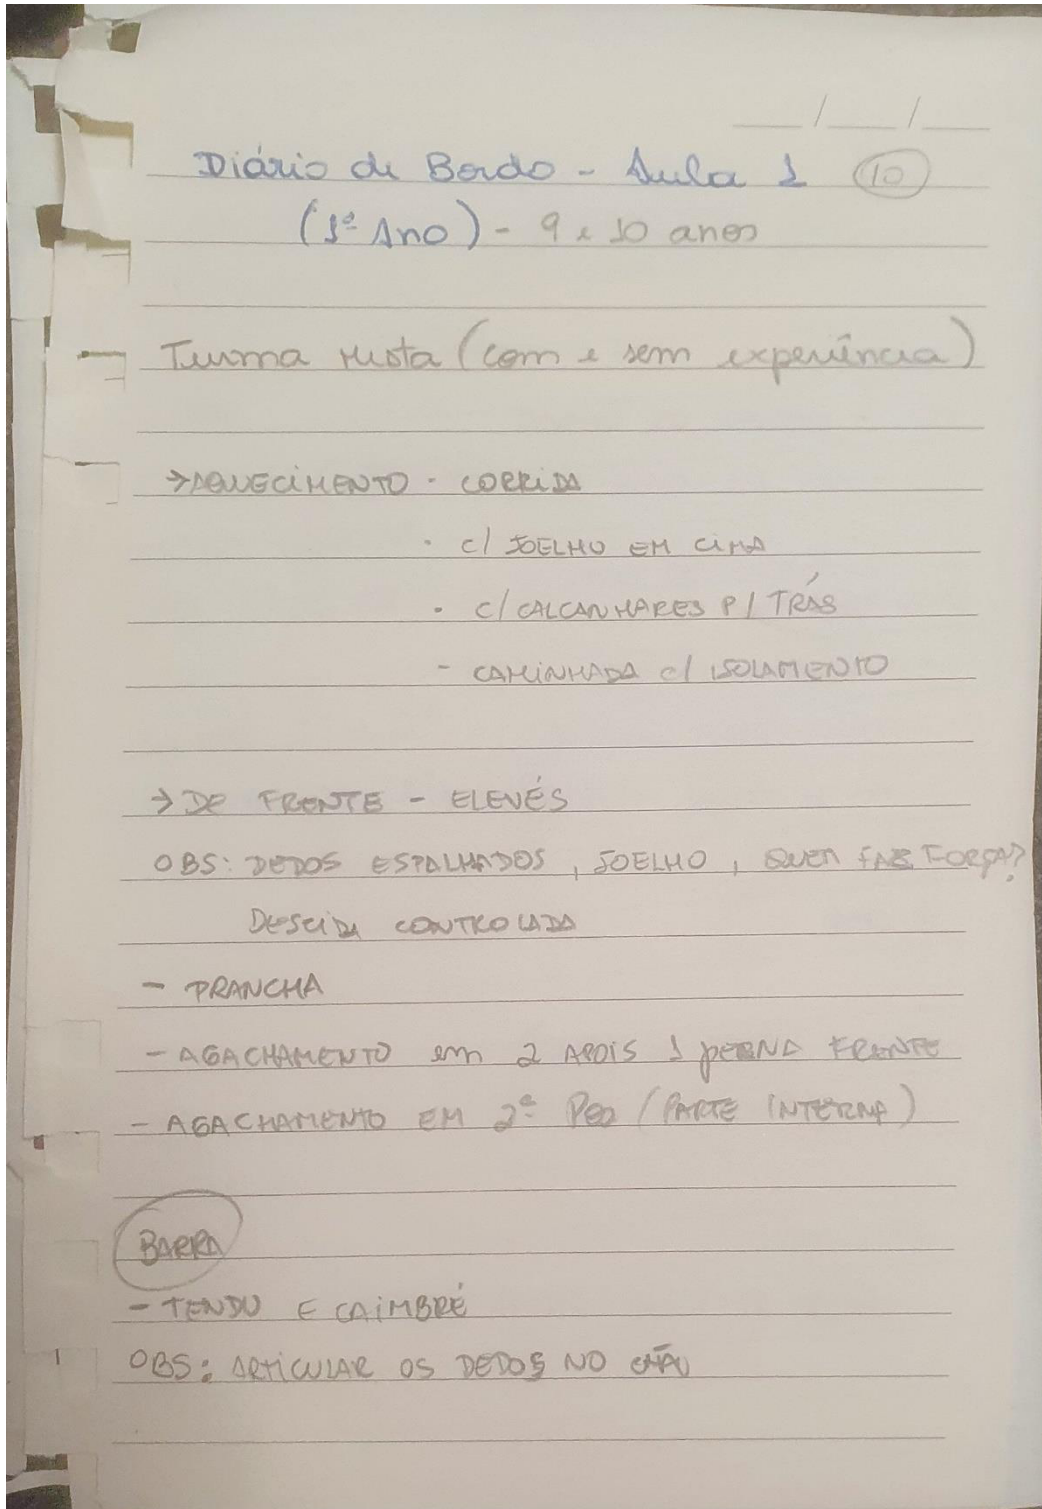 ___/___/___
Diário de Bordo - Aula 1 (10)
(1º Ano) - 9 e 10 anos
Turma Mista (com e sem experiência)
→AQUECIMENTO - CORRIDA
- C/ JOELHO EM CIMA
- C/ CALCANHARES P/ TRÁS
- CAMINHADA C/ ISOLAMENTO
→ DE FRENTE - ELEVÉS
OBS: DEDOS ESPALHADOS, JOELHO, QUEM FAZ FORÇA?
DESCIDA CONTROLADA
- PRANCHA
- AGACHAMENTO em 2 APOIS 1 PERNA FRENTE
- AGACHAMENTO EM 2ª POS (PARTE INTERNA)
BARRA
- TENDU E CAIMBRÉ
OBS: ARTICULAR OS DEDOS NO CHÃO